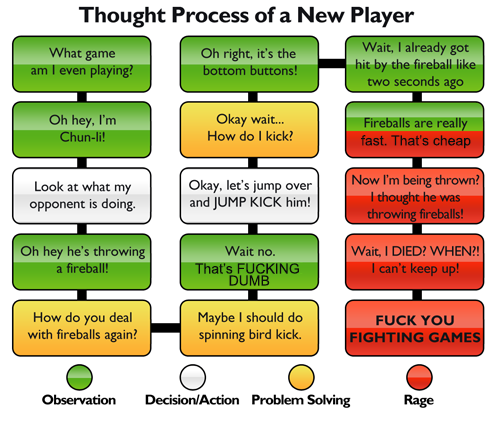 Thought Process of a New Player
What game
am I even playing?
Oh hey, I'm
Chun-li!
Look at what my
opponent is doing.
Oh hey he's throwing
a fireball!
How do you deal
with fireballs again?
Maybe I should do
spinning bird kick.
Wait no.
That's FUCKING
DUMB
Okay, let's jump over
and JUMP KICK him!
Okay wait...
How do I kick?
Oh right, it's the
bottom buttons!
Wait, I already got
hit by the fireball like
two seconds ago
Fireballs are really
fast. That's cheap
Now I'm being thrown?
I thought he was
throwing fireballs!
Wait, I DIED? WHEN?!
I can't keep up!
FUCK YOU
FIGHTING GAMES
Observation
Decision/Action
Problem Solving
Rage